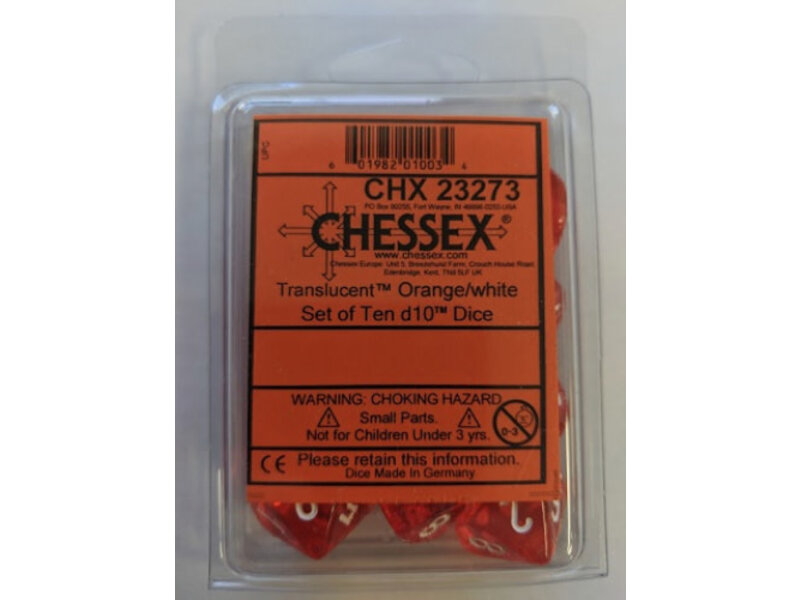 UPC
6 01982 01003 4
CHX 23273
PO Box 80255, Fort Wayne, IN 46898-0255 USA
CHESSEX®
www.chessex.com
Chessex Europe: Unit 5, Farm, Crouch House Road
Edenbridge, Kent, TN8 5LF UK
Translucent™ Orange/white
Set of Ten d10™ Dice
WARNING: CHOKING HAZARD
Small Parts.
Not for Children Under 3 yrs.
0-3
CE Please retain this information.
Dice Made In Germany